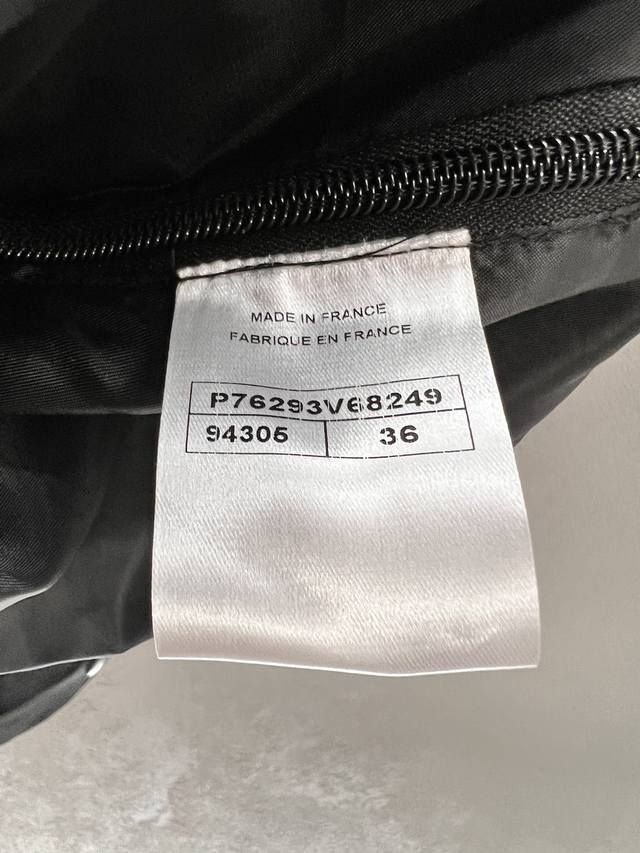 MADE IN FRANCE
FABRIQUE EN FRANCE
P76293V68249
94305 36